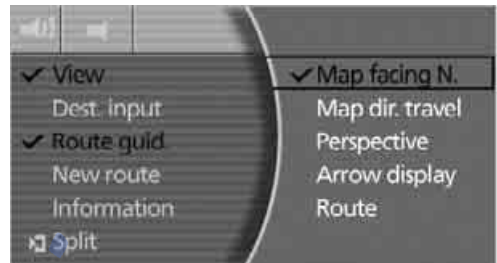 View
Dest. input
Route guid.
New route
Information
Split
Map facing N.
Map dir. travel
Perspective
Arrow display
Route